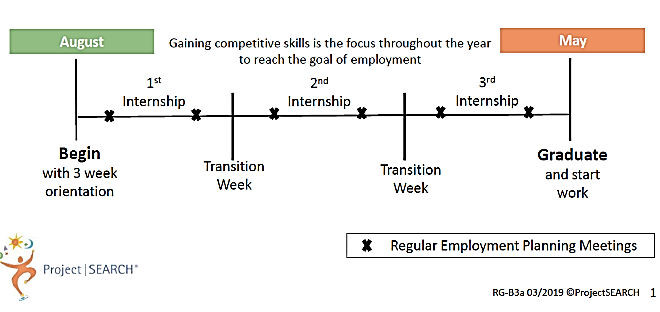 August
Gaining competitive skills is the focus throughout the year
to reach the goal of employment
May
1st
Internship
2nd
Internship
3rd
Internship
Begin
with 3 week
orientation
Transition
Week
Transition
Week
Graduate
and start
work
✖ Regular Employment Planning Meetings
Project|SEARCH®
RG-B3a 03/2019 ©ProjectSEARCH 1